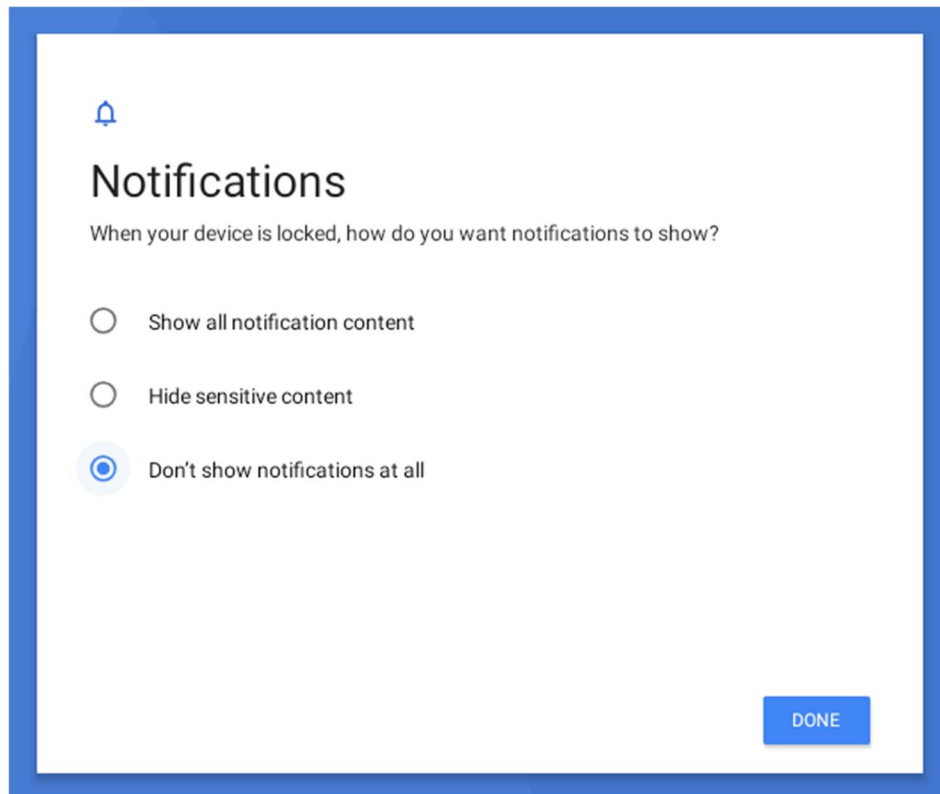 Notifications
When your device is locked, how do you want notifications to show?
Show all notification content
Hide sensitive content
Don’t show notifications at all
DONE